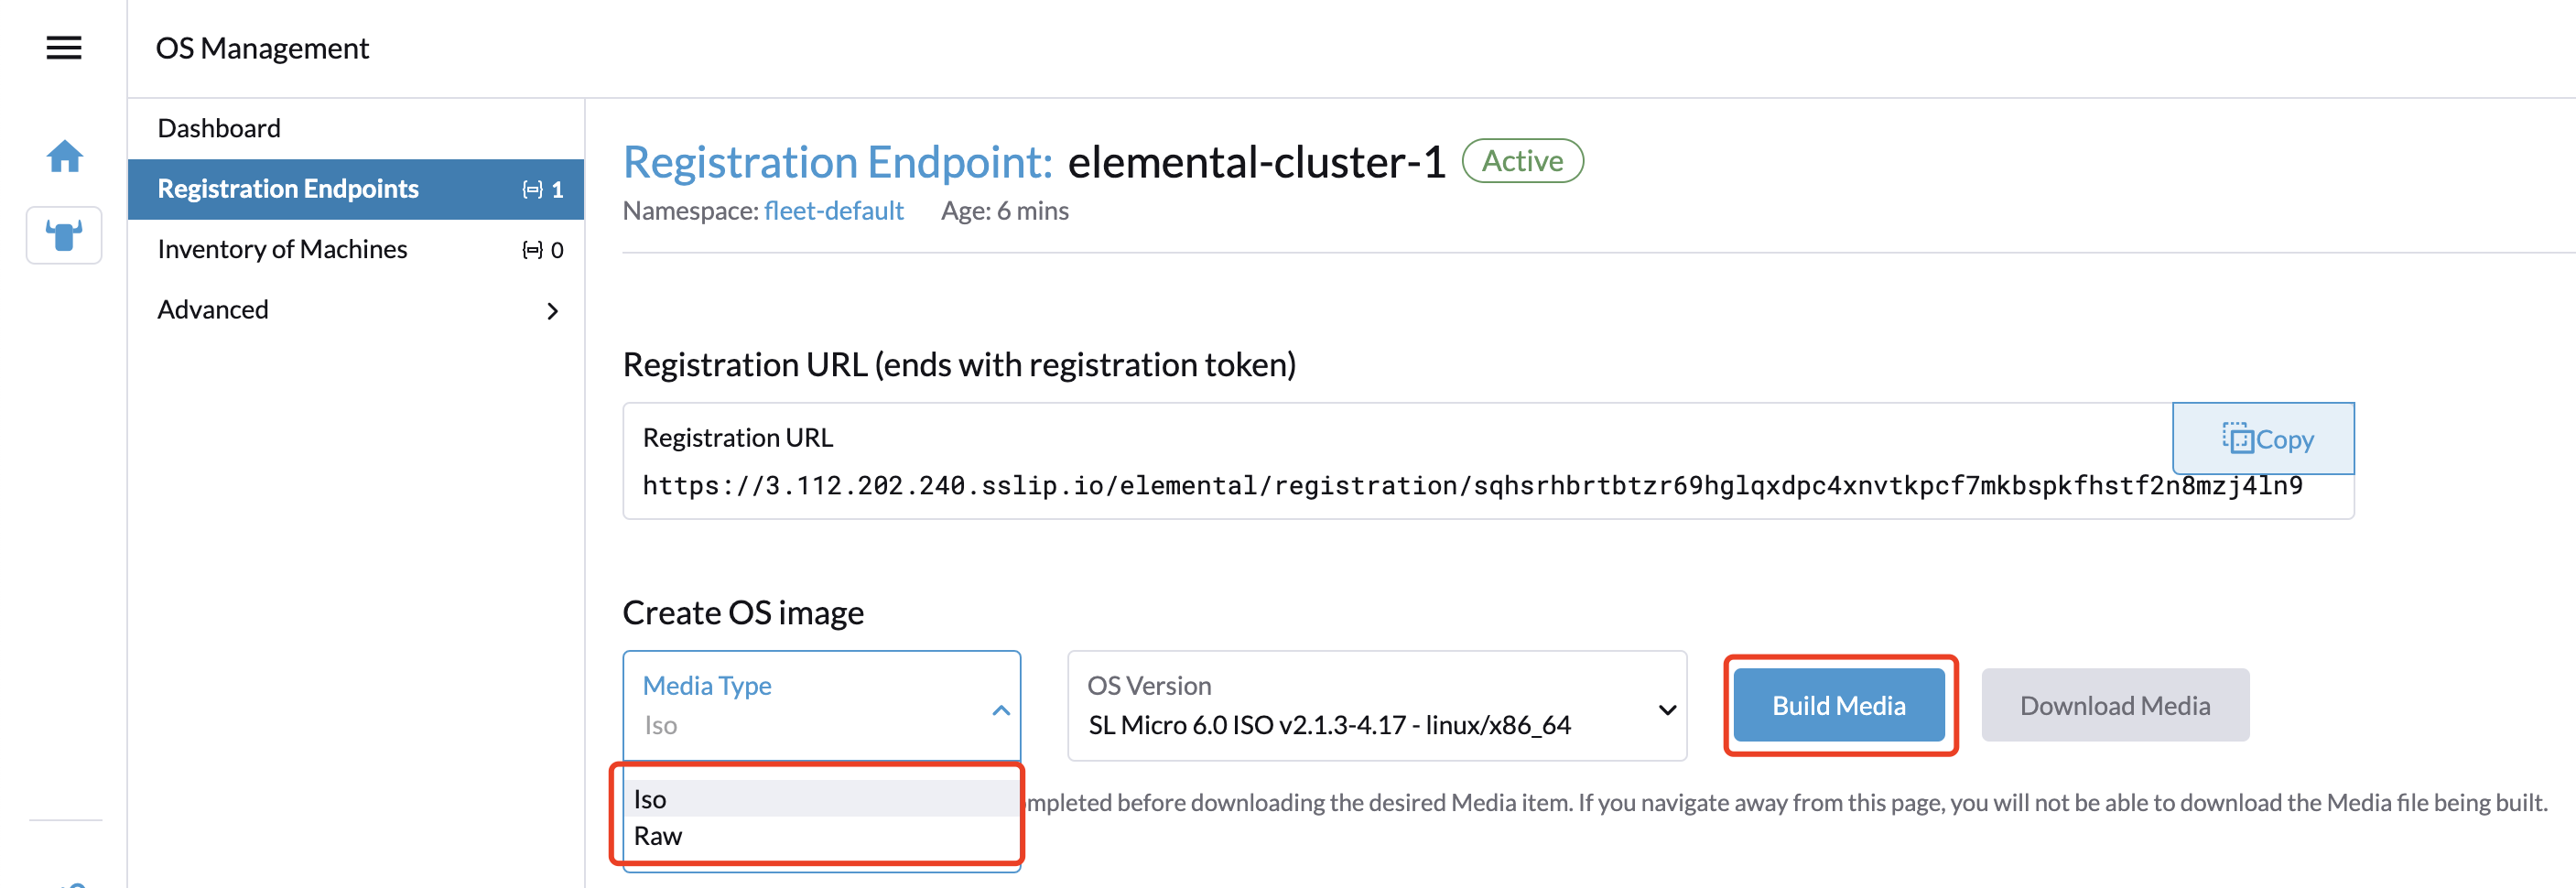 OS Management
Dashboard
Registration Endpoints 1
Inventory of Machines 0
Advanced
Registration Endpoint: elemental-cluster-1 Active
Namespace: fleet-default Age: 6 mins
Registration URL (ends with registration token)
Registration URL
Copy
https://3.112.202.240.sslip.io/elemental/registration/sqhsrhbrtbtzr69hglqxdpc4xnvtkpcf7mkbspkfhstf2n8mzj4ln9
Create OS image
Media Type
Iso
OS Version
SL Micro 6.0 ISO v2.1.3-4.17 - linux/x86_64
Build Media
Download Media
Iso
Raw
before downloading the desired Media item. If you navigate away from this page, you will not be able to download the Media file being built.